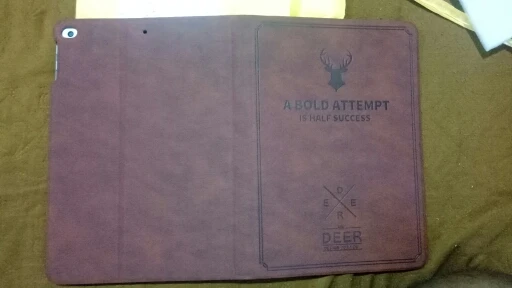 A BOLD ATTEMPT
IS HALF SUCCESS
D
E E
R
DEER